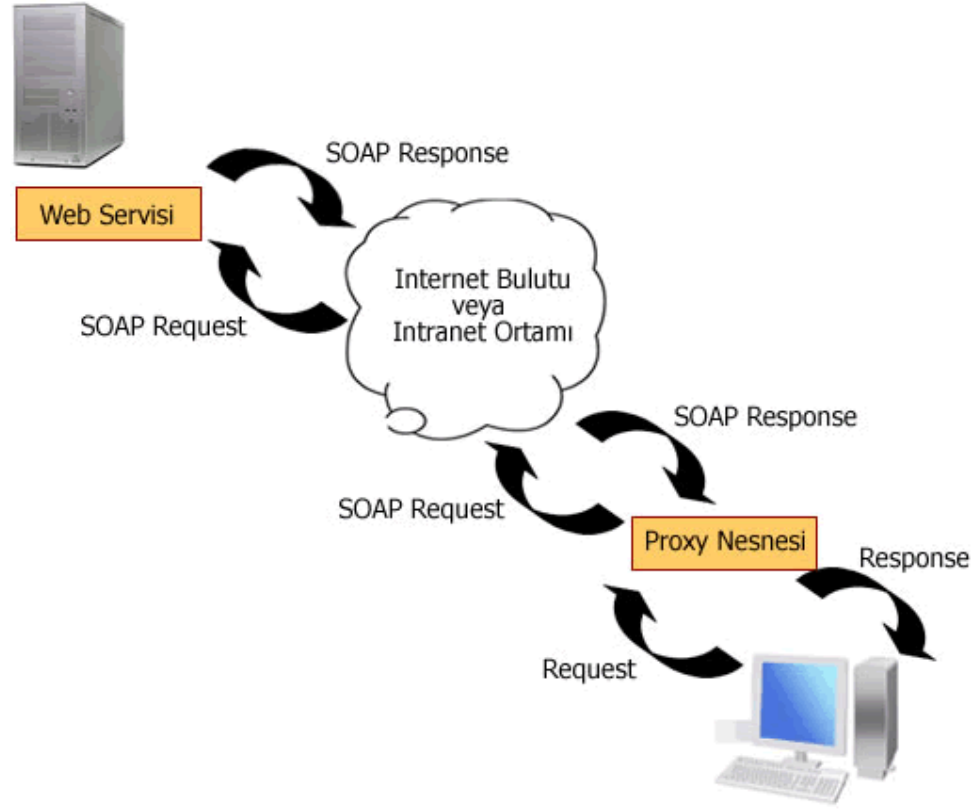 SOAP Response
Web Servisi
Internet Bulutu
veya
Intranet Ortamı
SOAP Request
SOAP Response
SOAP Request
Proxy Nesnesi
Response
Request